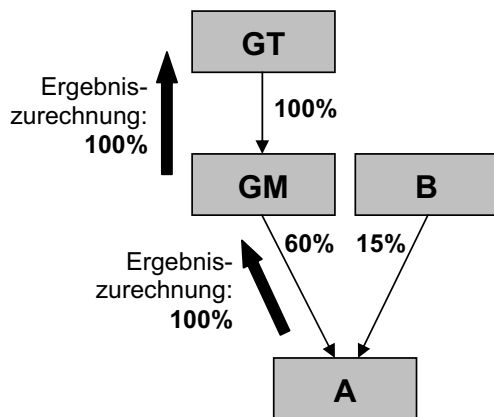 GT
Ergebnis-
zurechnung:
100%
100%
GM
B
60%
15%
Ergebnis-
zurechnung:
100%
A